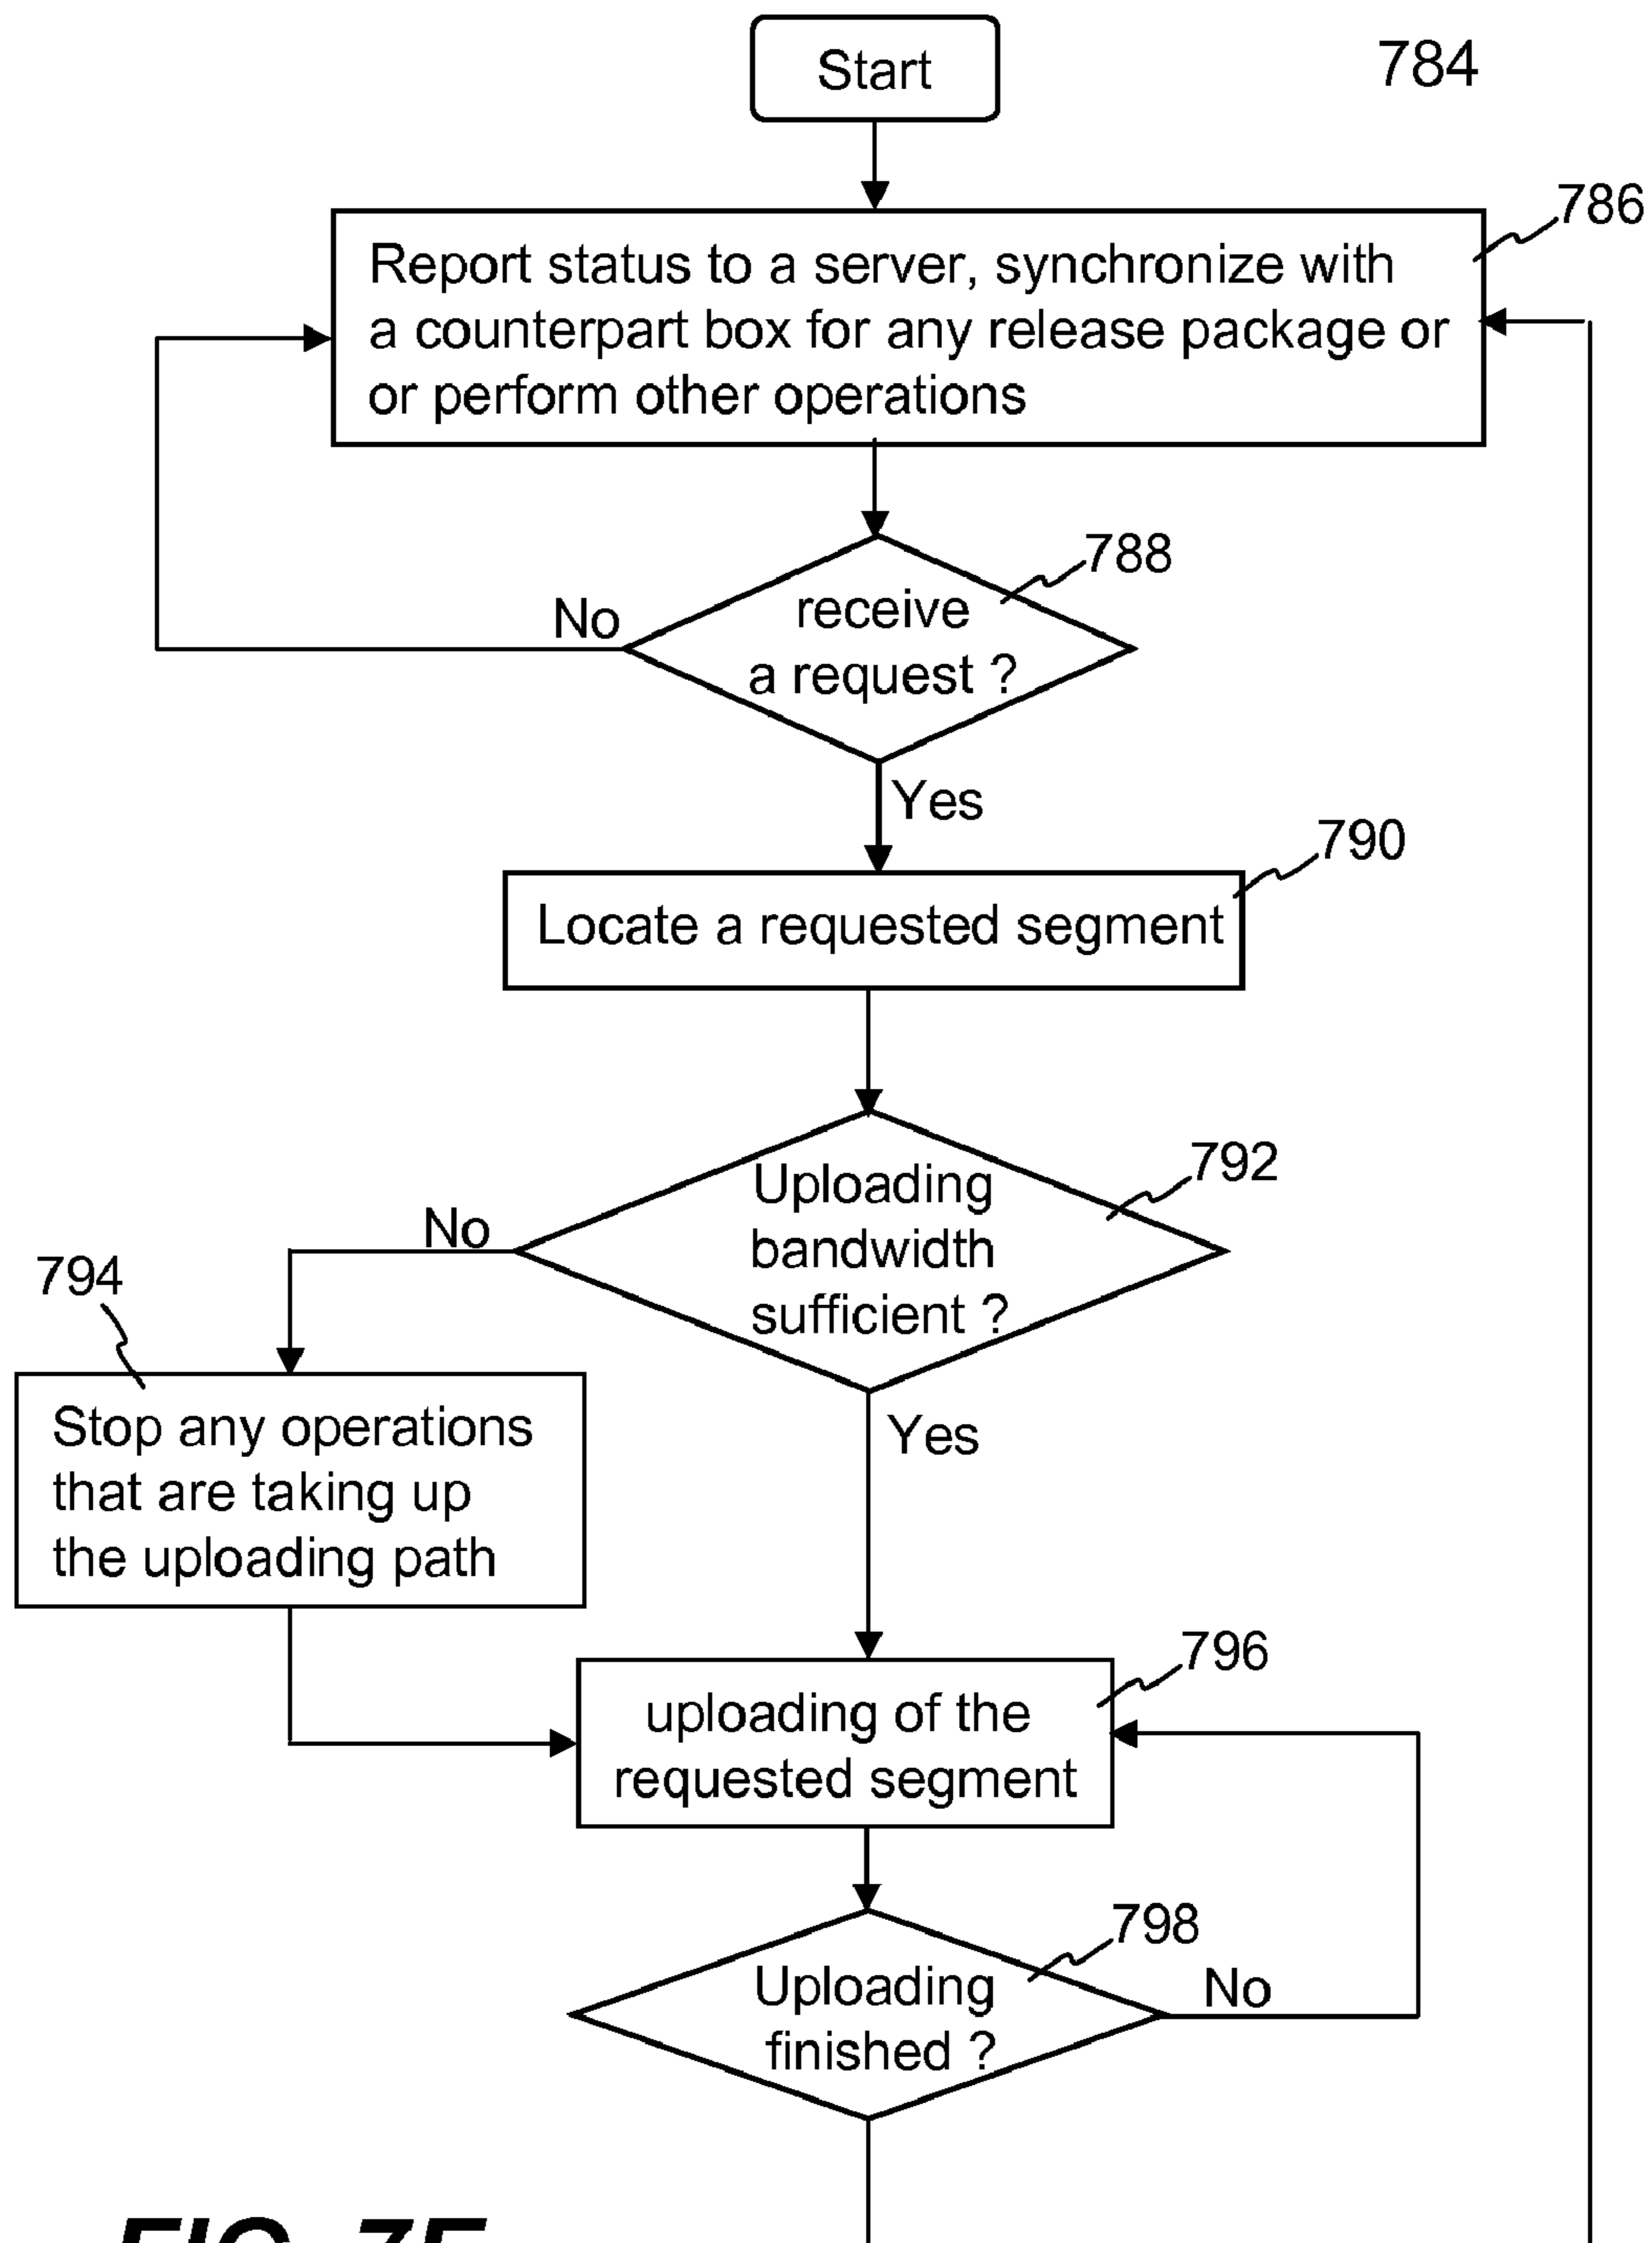 Start
784
786
Report status to a server, synchronize with
a counterpart box for any release package or
or perform other operations
788
No
receive
a request ?
Yes
790
Locate a requested segment
792
Uploading
bandwidth
sufficient ?
No
794
Yes
Stop any operations
that are taking up
the uploading path
796
uploading of the
requested segment
798
Uploading
finished ?
No